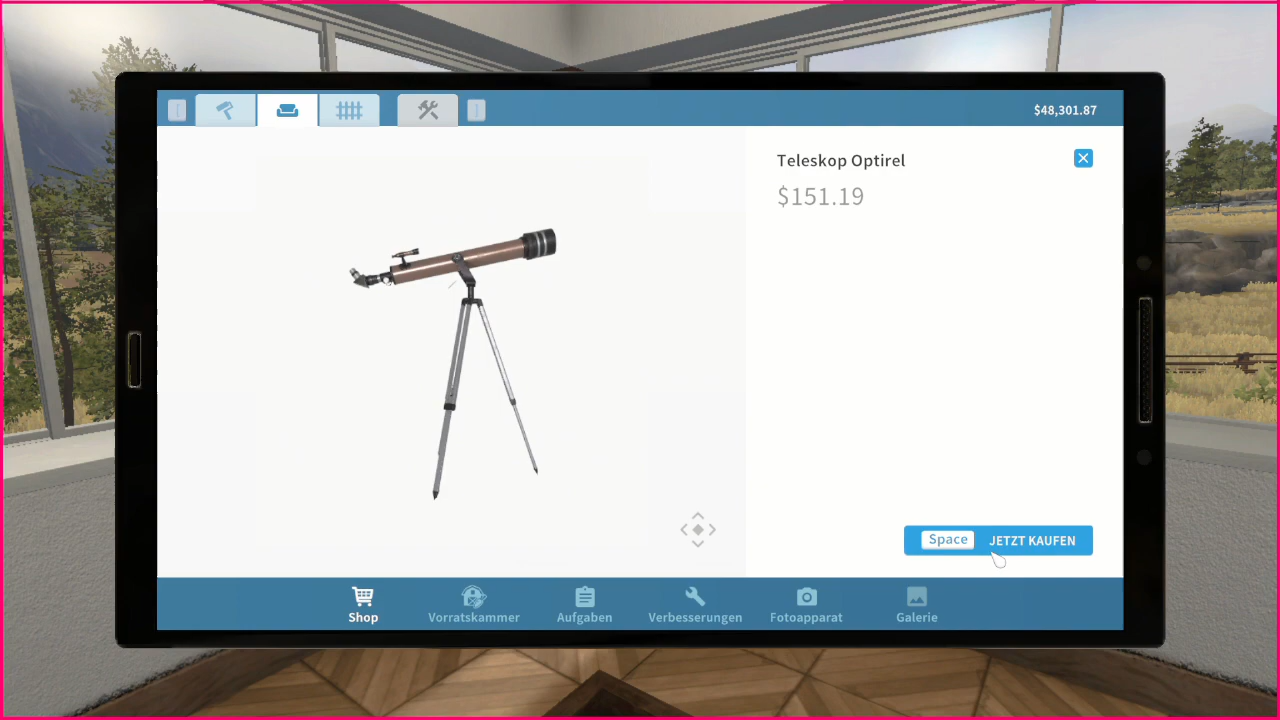 $48,301.87
Teleskop Optirel
$151.19
Space JETZT KAUFEN
Shop Vorratskammer Aufgaben Verbesserungen Fotoapparat Galerie